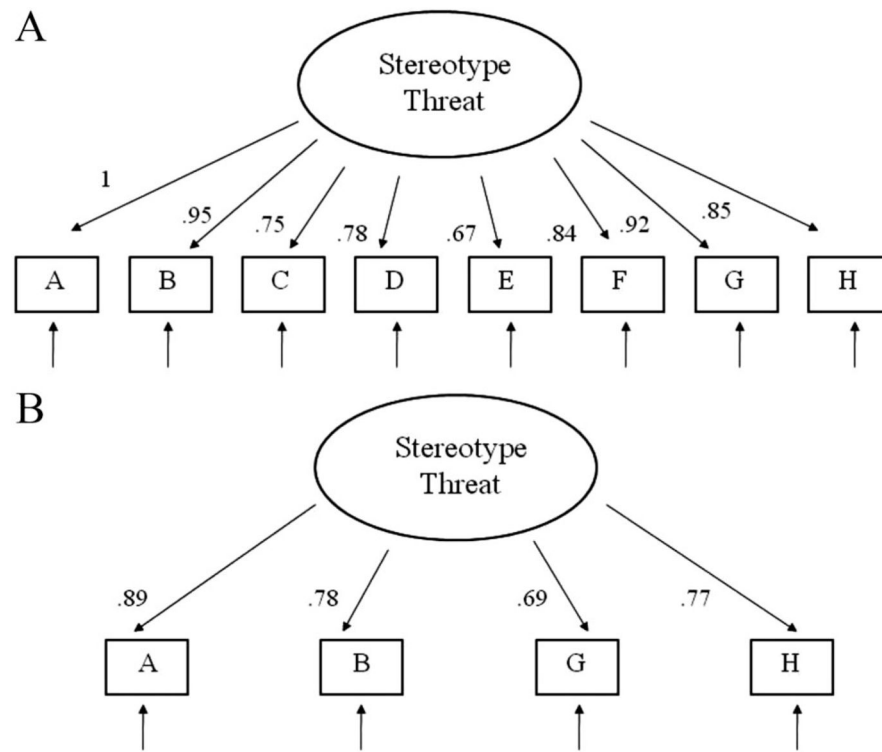 A
Stereotype
Threat
1
.95
.75
.78
.67
.84
.92
.85
A
B
C
D
E
F
G
H
B
Stereotype
Threat
.89
.78
.69
.77
A
B
G
H